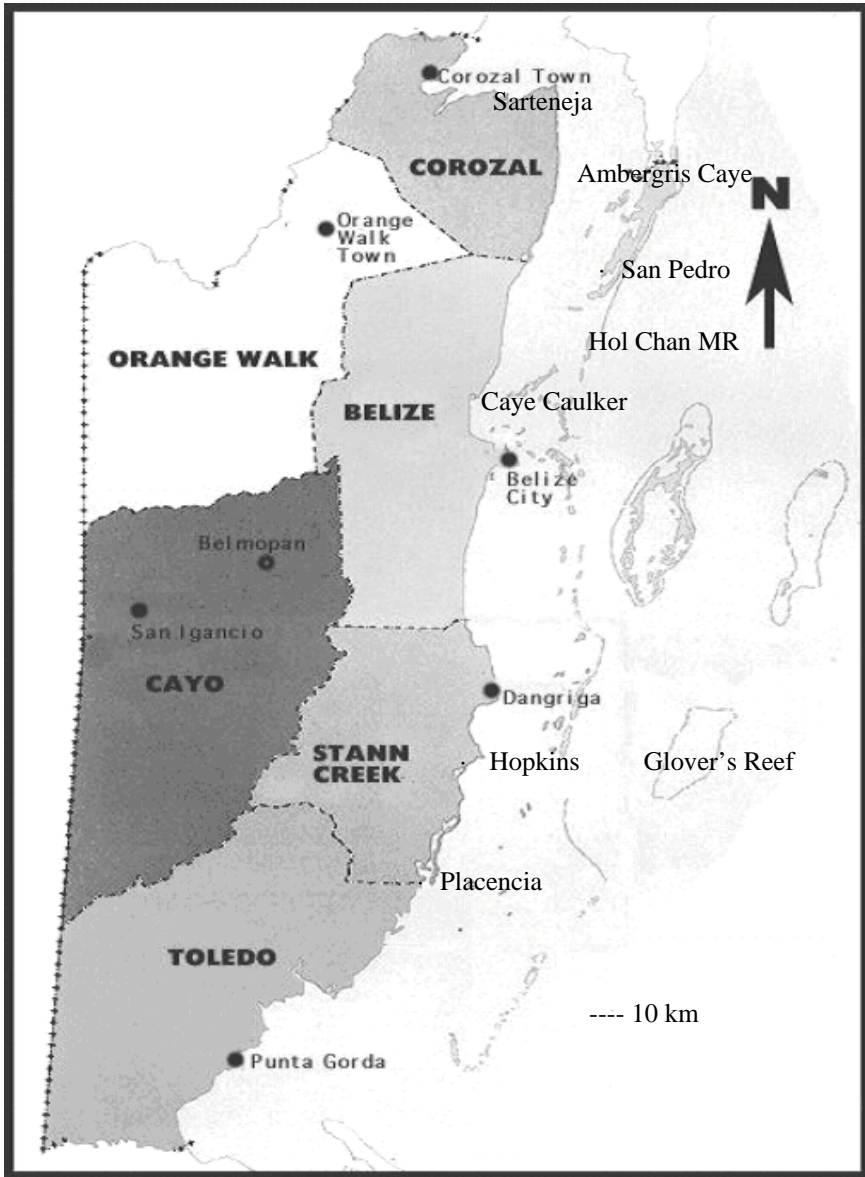 Corozal Town
Sarteneja
COROZAL
Ambergris Caye
N
Orange
Walk
Town
San Pedro
Hol Chan MR
ORANGE WALK
Caye Caulker
BELIZE
Belize
City
Belmopan
San Igancio
CAYO
Dangriga
STANN
CREEK
Hopkins
Glover’s Reef
Placencia
TOLEDO
---- 10 km
Punta Gorda